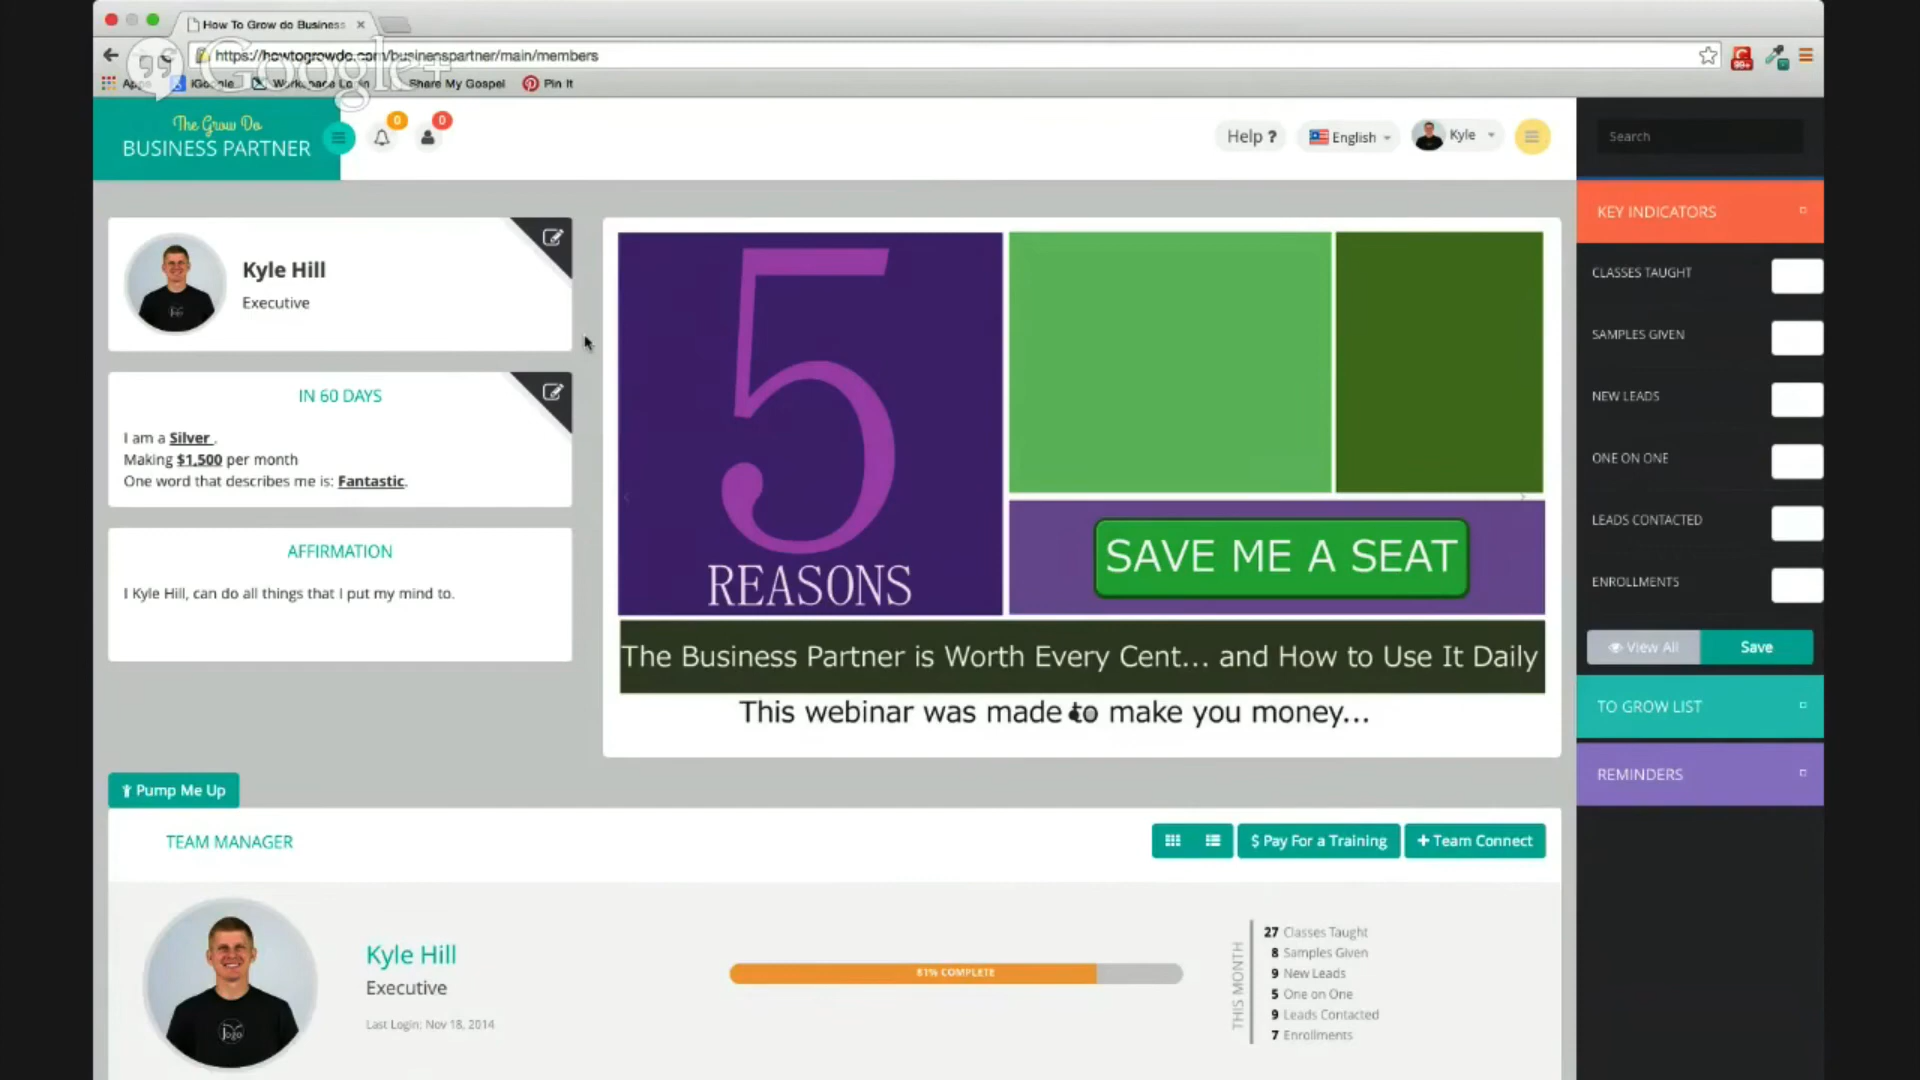 How To Grow do Business
https://howtogrowdo.com/businesspartner/main/members
Google+
Share My Gospel
Pin It
The Grow Do
BUSINESS PARTNER
0
0
Help ?
English
Kyle
Search
Kyle Hill
Executive
IN 60 DAYS
I am a Silver .
Making $1,500 per month
One word that describes me is: Fantastic.
AFFIRMATION
I Kyle Hill, can do all things that I put my mind to.
5
REASONS
SAVE ME A SEAT
The Business Partner is Worth Every Cent... and How to Use It Daily
This webinar was made to make you money...
KEY INDICATORS
CLASSES TAUGHT
SAMPLES GIVEN
NEW LEADS
ONE ON ONE
LEADS CONTACTED
ENROLLMENTS
View All
Save
TO GROW LIST
REMINDERS
Pump Me Up
TEAM MANAGER
$ Pay For a Training
+ Team Connect
Kyle Hill
Executive
Last Login: Nov 18, 2014
81% COMPLETE
THIS MONTH
27 Classes Taught
8 Samples Given
9 New Leads
5 One on One
9 Leads Contacted
7 Enrollments